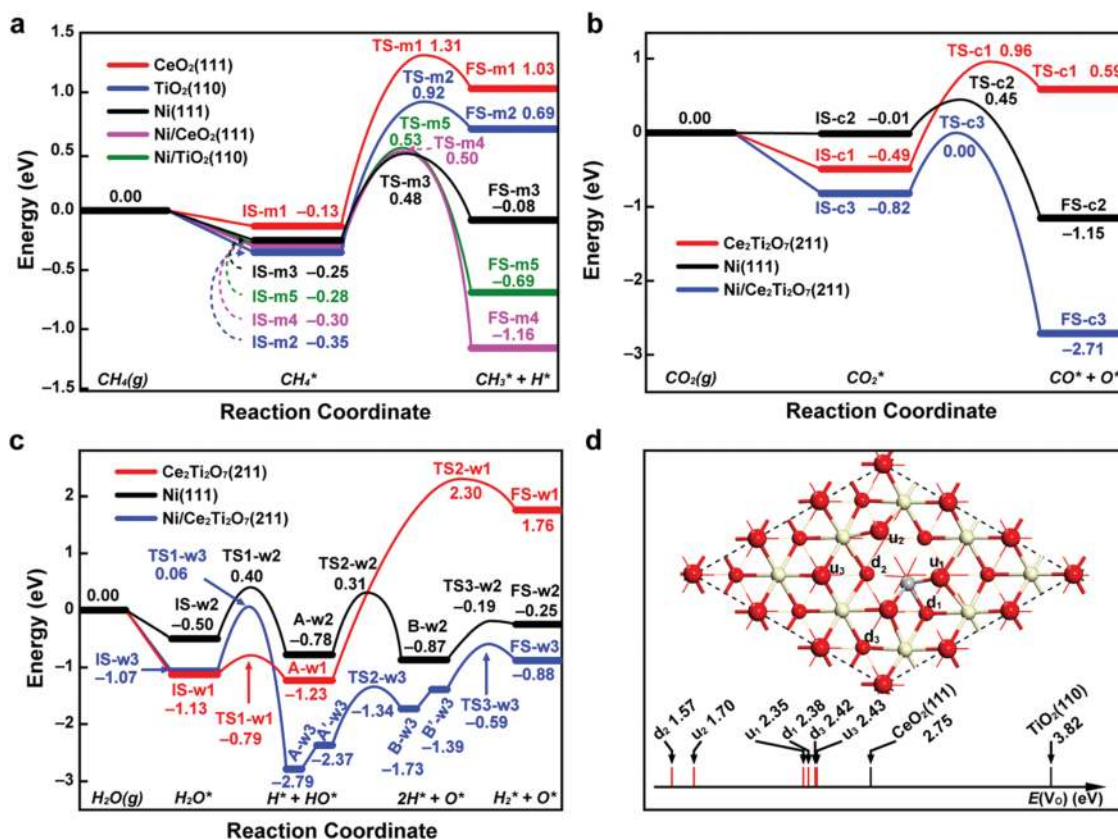 a
1.5
1.0
0.5
0.0
−0.5
−1.0
−1.5
Energy (eV)
CeO₂(111)
TiO₂(110)
Ni(111)
Ni/CeO₂(111)
Ni/TiO₂(110)
0.00
TS-m1 1.31
FS-m1 1.03
TS-m2
0.92
FS-m2 0.69
TS-m5
0.53
TS-m4
0.50
TS-m3
0.48
IS-m1 −0.13
FS-m3
−0.08
IS-m3 −0.25
IS-m5 −0.28
IS-m4 −0.30
IS-m2 −0.35
FS-m5
−0.69
FS-m4
−1.16
CH₄(g)
CH₄*
CH₃* + H*
Reaction Coordinate
b
1
0
−1
−2
−3
Energy (eV)
0.00
TS-c1 0.96
TS-c1 0.59
TS-c2
0.45
IS-c2 −0.01
TS-c3
0.00
IS-c1 −0.49
IS-c3 −0.82
FS-c2
−1.15
Ce₂Ti₂O₇(211)
Ni(111)
Ni/Ce₂Ti₂O₇(211)
FS-c3
−2.71
CO₂(g)
CO₂*
CO* + O*
Reaction Coordinate
c
2
1
0
−1
−2
−3
Energy (eV)
Ce₂Ti₂O₇(211)
Ni(111)
Ni/Ce₂Ti₂O₇(211)
TS2-w1
2.30
FS-w1
1.76
TS1-w3
0.06
TS1-w2
0.40
TS2-w2
0.31
0.00
IS-w2
−0.50
TS3-w2
−0.19
FS-w2
−0.25
A-w2
−0.78
B-w2
−0.87
IS-w3
−1.07
IS-w1
−1.13
A-w1
−1.23
TS1-w1
−0.79
TS2-w3
−1.34
FS-w3
−0.88
TS3-w3
−0.59
A-w3
−2.79
A'-w3
−2.37
B-w3
−1.73
B'-w3
−1.39
H₂O(g)
H₂O*
H* + HO*
2H* + O*
H₂* + O*
Reaction Coordinate
d
u₂
u₃
d₂
u₁
d₁
d₃
d₂ 1.57
u₂ 1.70
u₁ 2.35
d₁ 2.38
d₃ 2.42
u₃ 2.43
CeO₂(111)
2.75
TiO₂(110)
3.82
E(V_O) (eV)